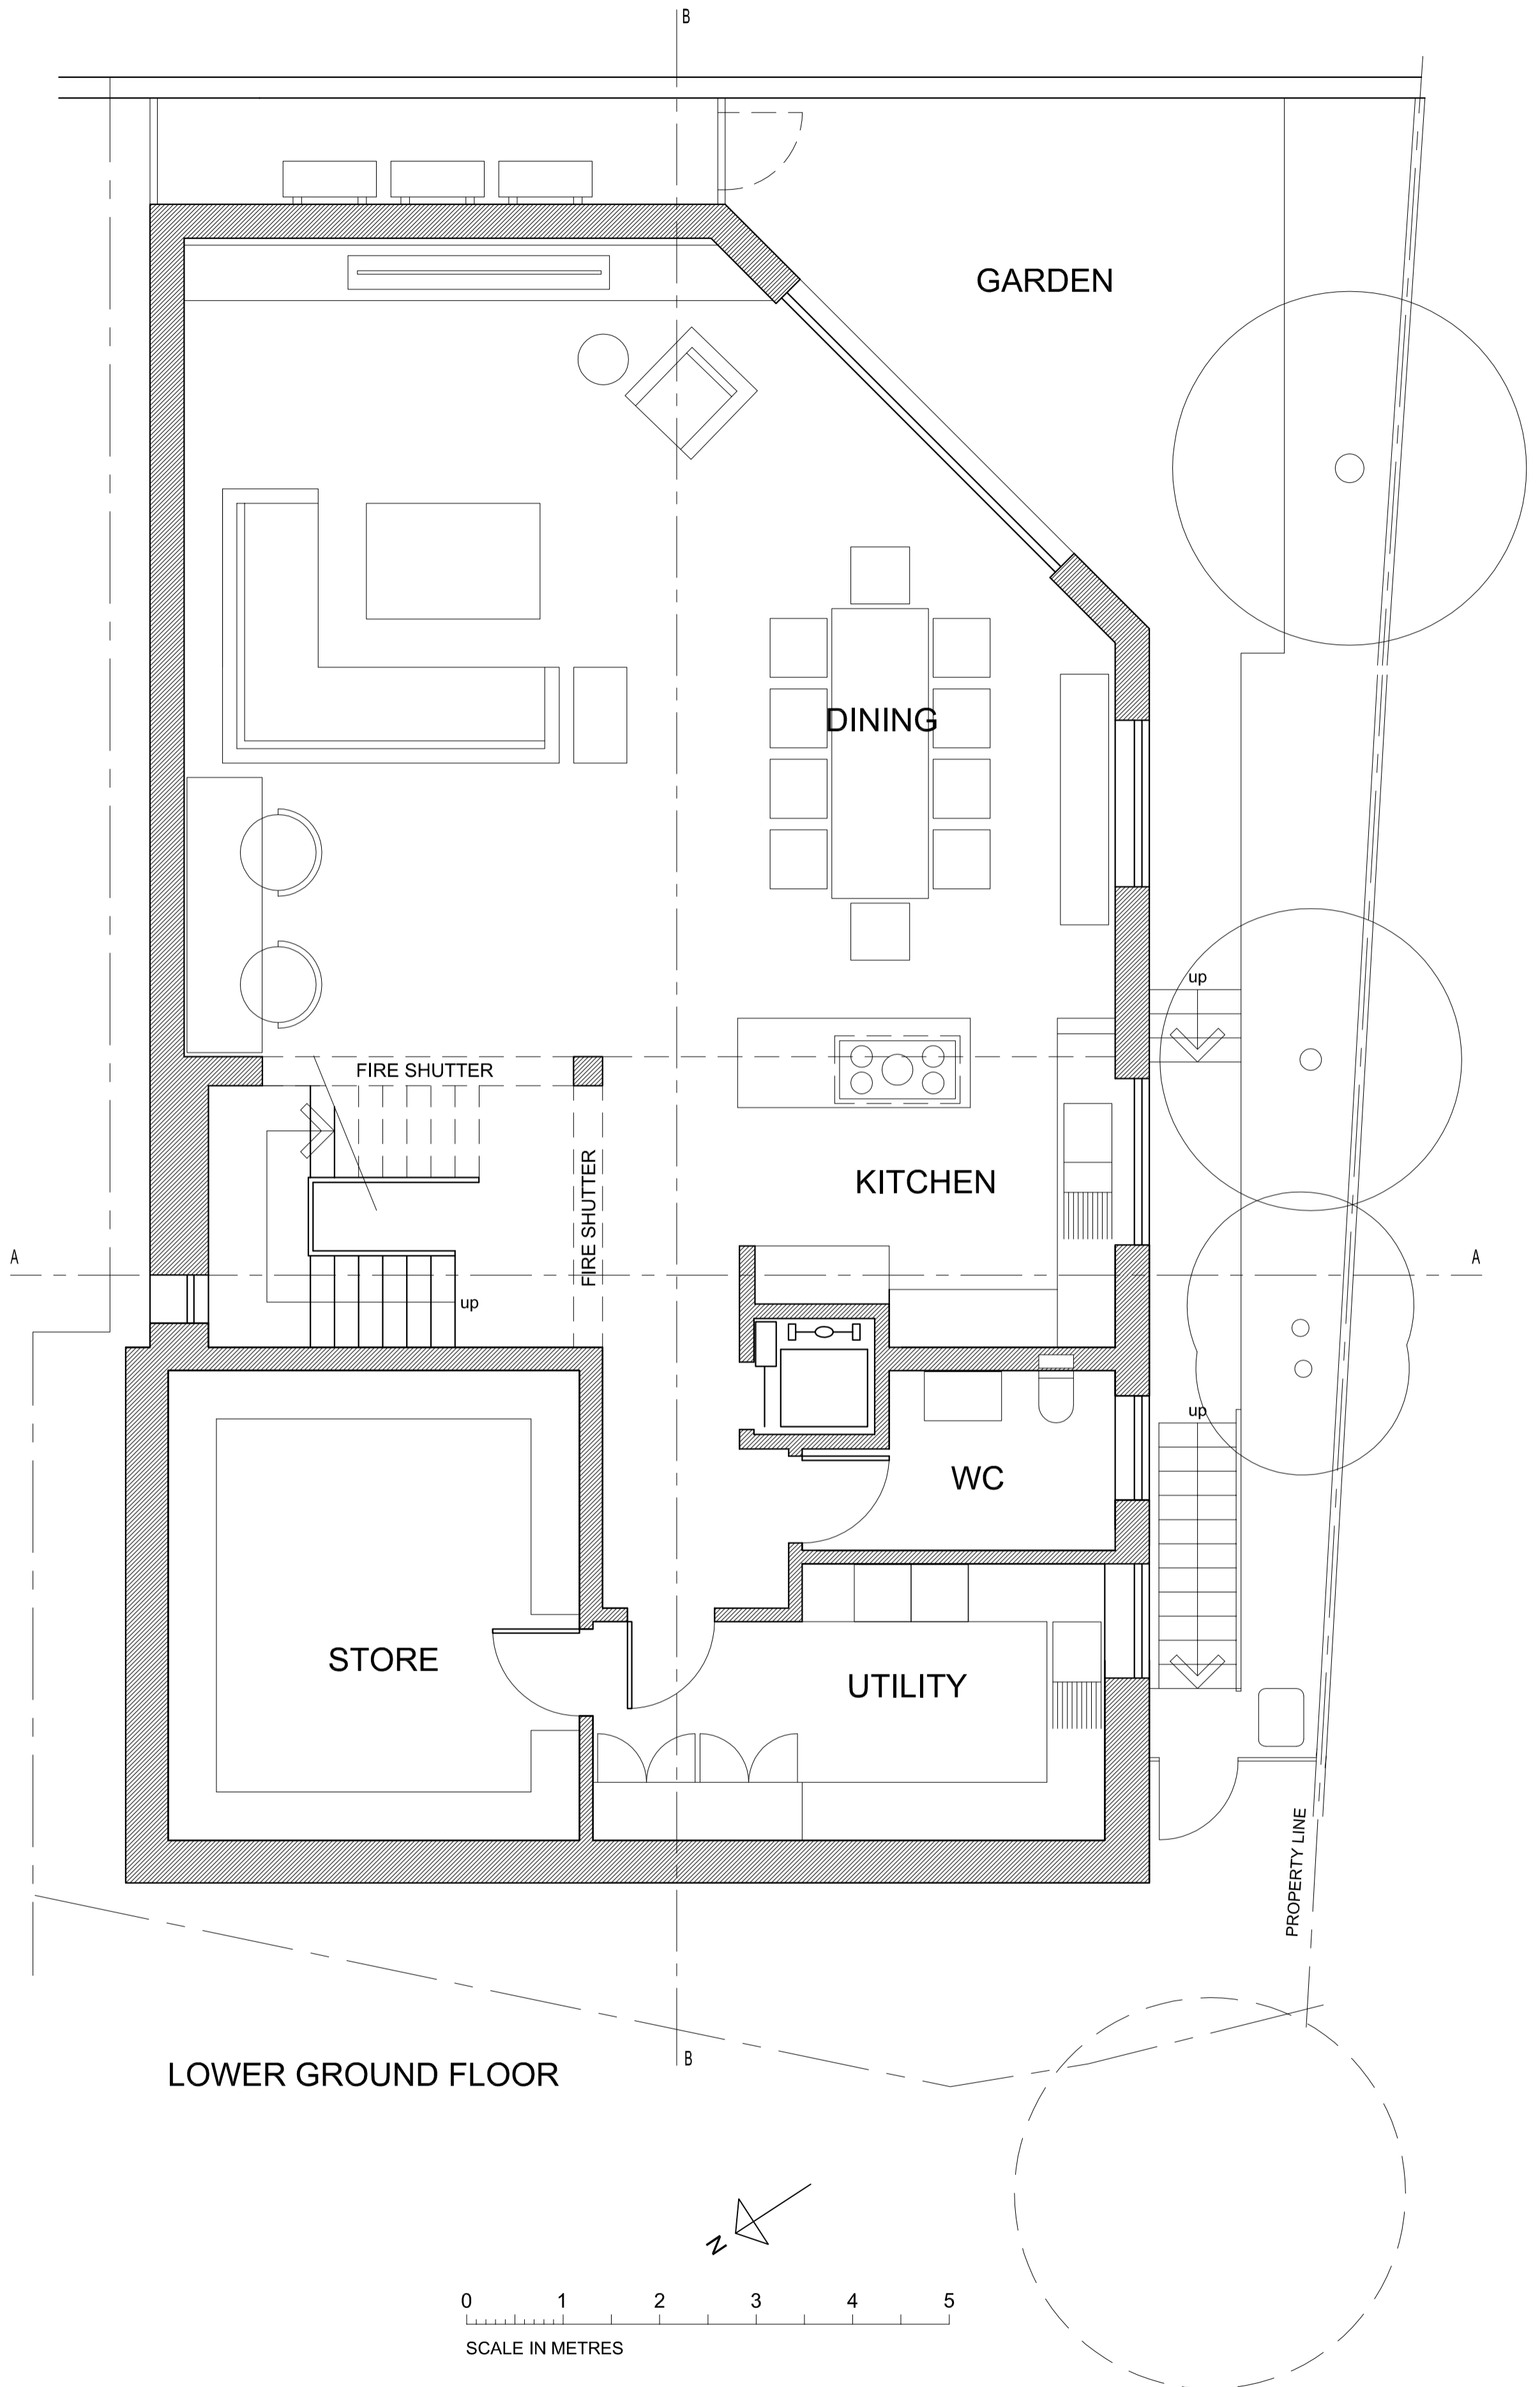 B
GARDEN
DINING
up
FIRE SHUTTER
FIRE SHUTTER
KITCHEN
A
A
up
up
WC
STORE
UTILITY
PROPERTY LINE
B
LOWER GROUND FLOOR
N
0 1 2 3 4 5
SCALE IN METRES